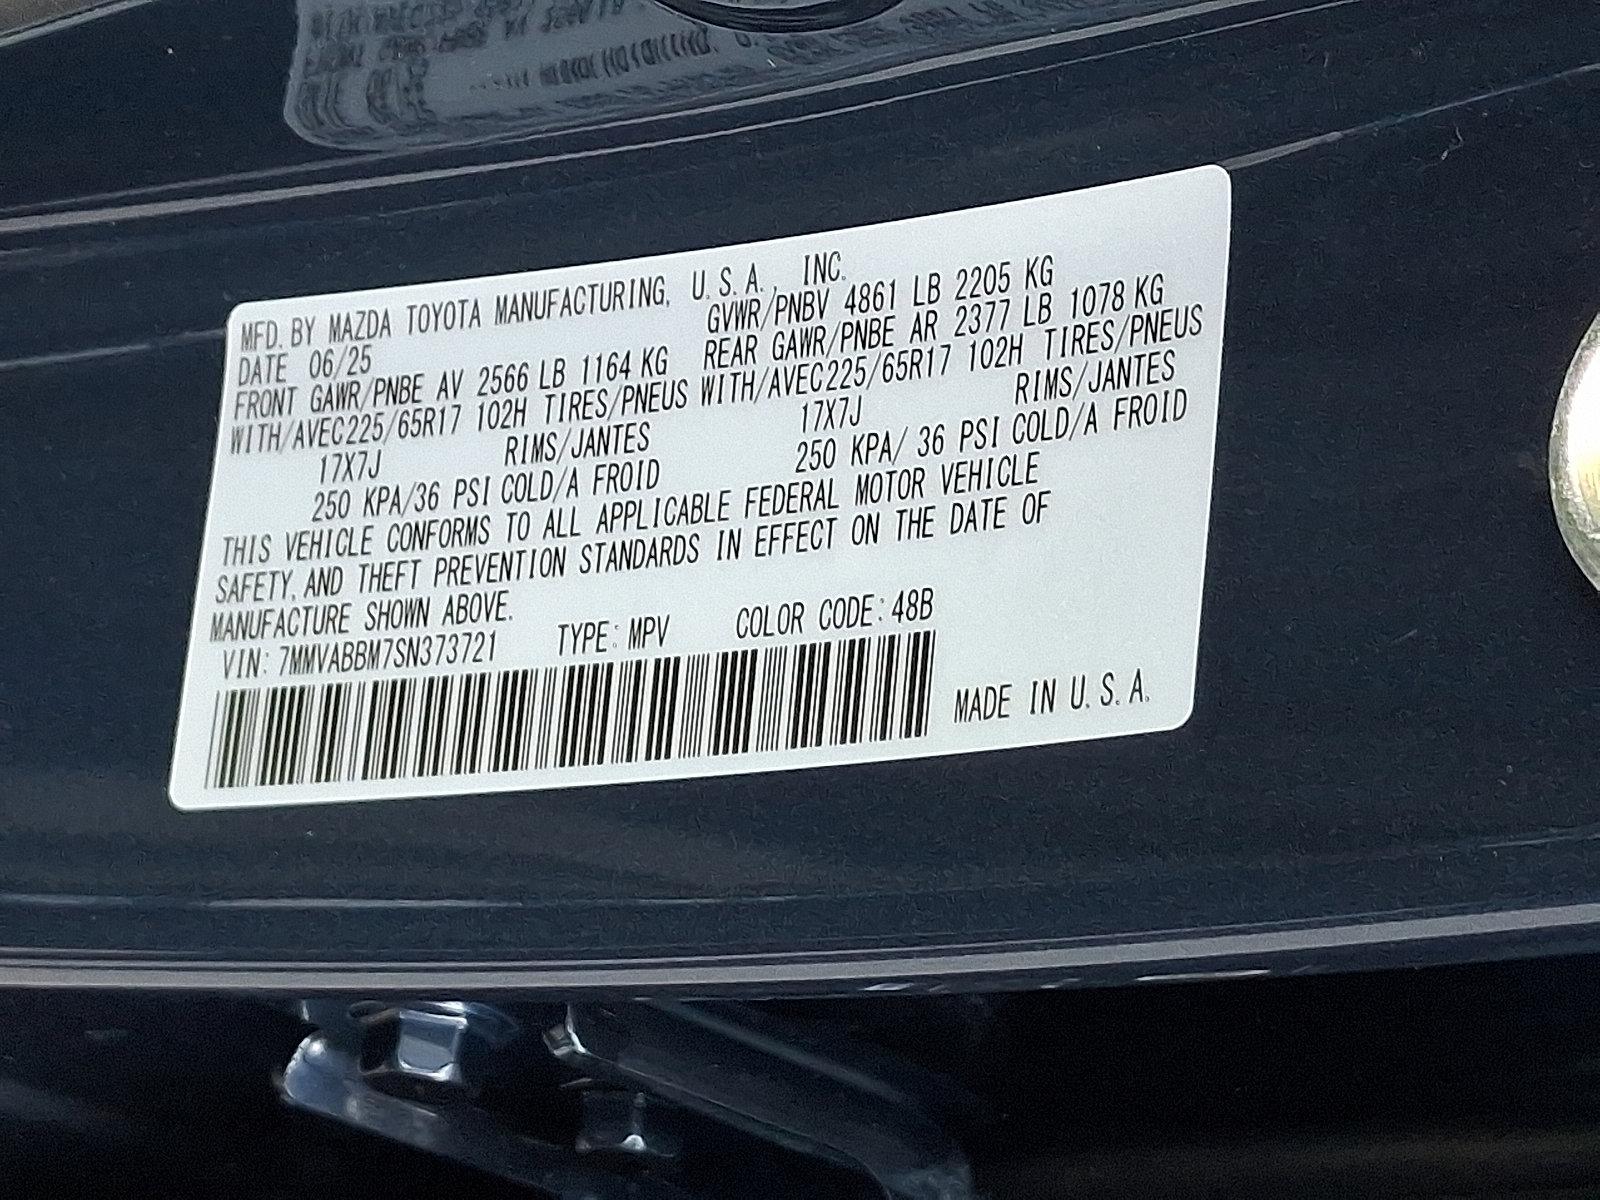 MFD. BY MAZDA TOYOTA MANUFACTURING, U.S.A., INC.
DATE 06/25 GVWR/PNBV 4861 LB 2205 KG
FRONT GAWR/PNBE AV 2566 LB 1164 KG REAR GAWR/PNBE AR 2377 LB 1078 KG
WITH/AVEC225/65R17 102H TIRES/PNEUS WITH/AVEC225/65R17 102H TIRES/PNEUS
17X7J RIMS/JANTES 17X7J RIMS/JANTES
250 KPA/36 PSI COLD/A FROID 250 KPA/ 36 PSI COLD/A FROID
THIS VEHICLE CONFORMS TO ALL APPLICABLE FEDERAL MOTOR VEHICLE
SAFETY, AND THEFT PREVENTION STANDARDS IN EFFECT ON THE DATE OF
MANUFACTURE SHOWN ABOVE.
VIN: 7MMVABBM7SN373721 TYPE: MPV COLOR CODE: 48B
MADE IN U.S.A.